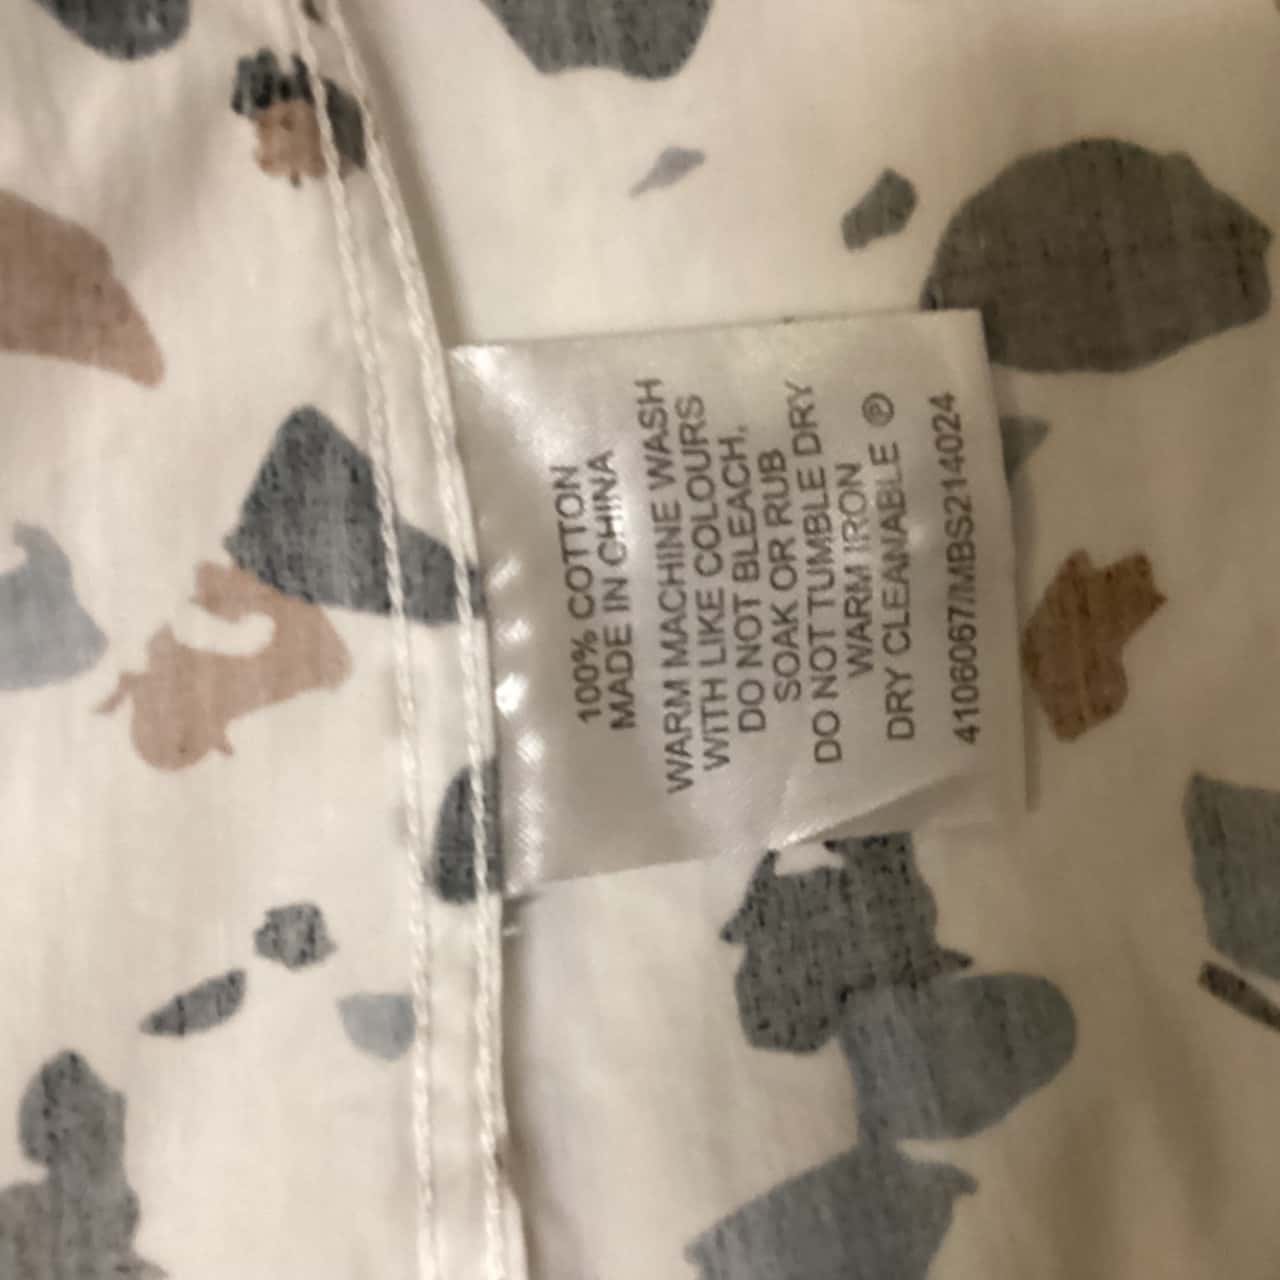 100% COTTON
MADE IN CHINA
WARM MACHINE WASH
WITH LIKE COLOURS
DO NOT BLEACH,
SOAK OR RUB
DO NOT TUMBLE DRY
WARM IRON
DRY CLEANABLE Ⓟ
4106067/MBS214024